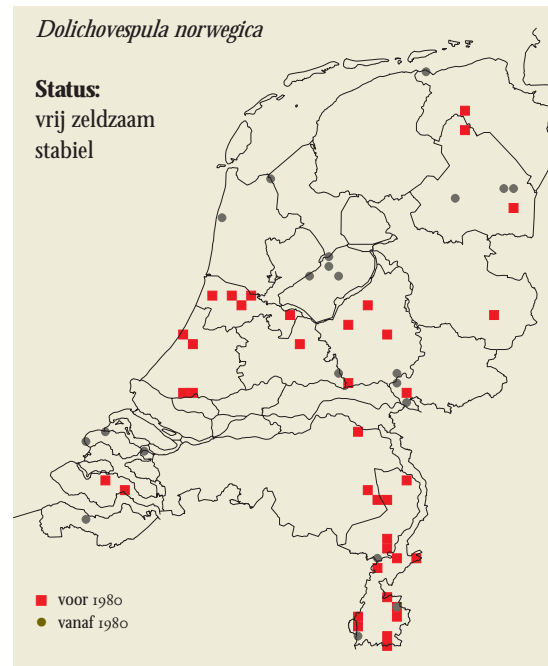 Dolichovespula norwegica
Status:
vrij zeldzaam
stabiel
voor 1980
vanaf 1980